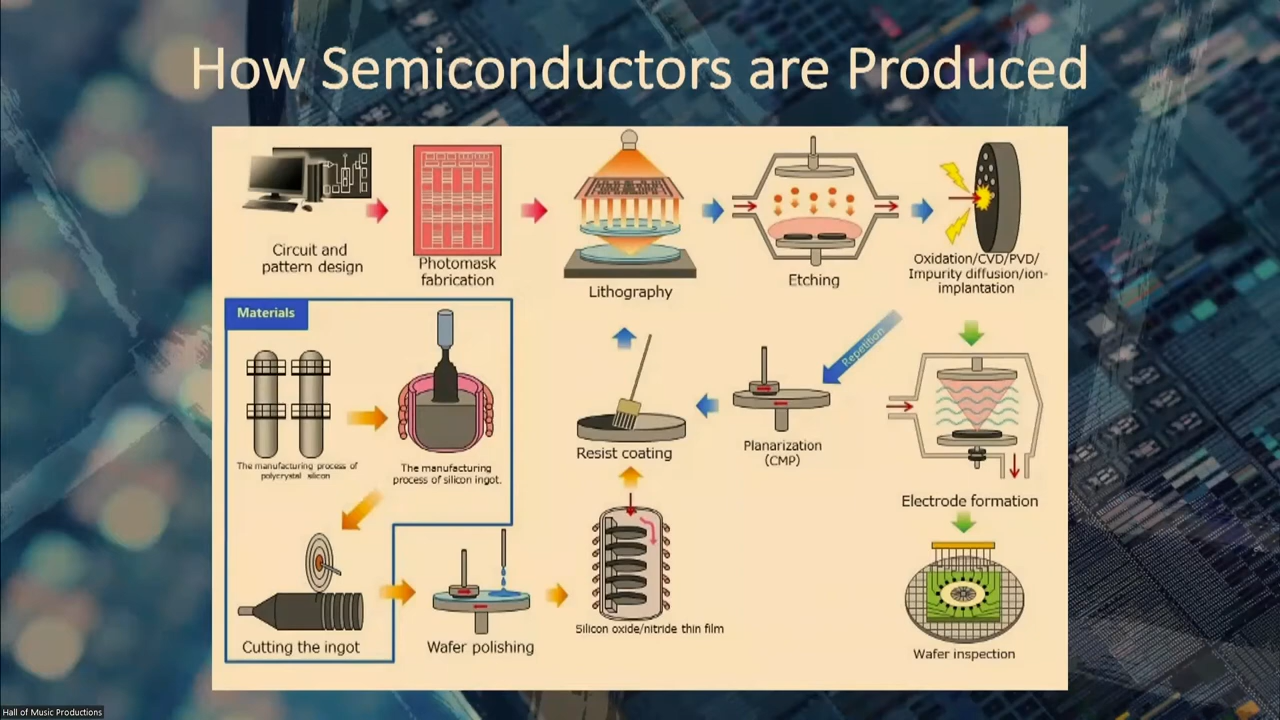 How Semiconductors are Produced
Circuit and
pattern design
Photomask
fabrication
Lithography
Etching
Oxidation/CVD/PVD/
Impurity diffusion/ion-
implantation
Materials
The manufacturing process of
polycrystal silicon
The manufacturing
process of silicon ingot.
Resist coating
Repetition
Planarization
(CMP)
Electrode formation
Cutting the ingot
Wafer polishing
Silicon oxide/nitride thin film
Wafer inspection
Hall of Music Productions